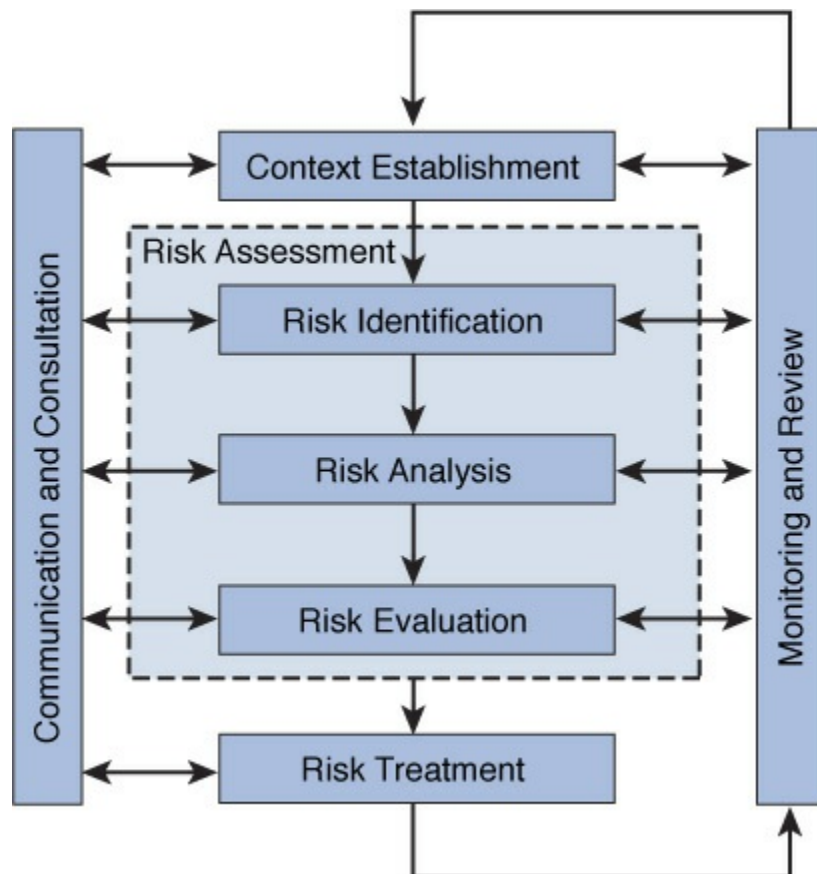 Context Establishment
Risk Assessment
Risk Identification
Risk Analysis
Risk Evaluation
Risk Treatment
Communication and Consultation
Monitoring and Review